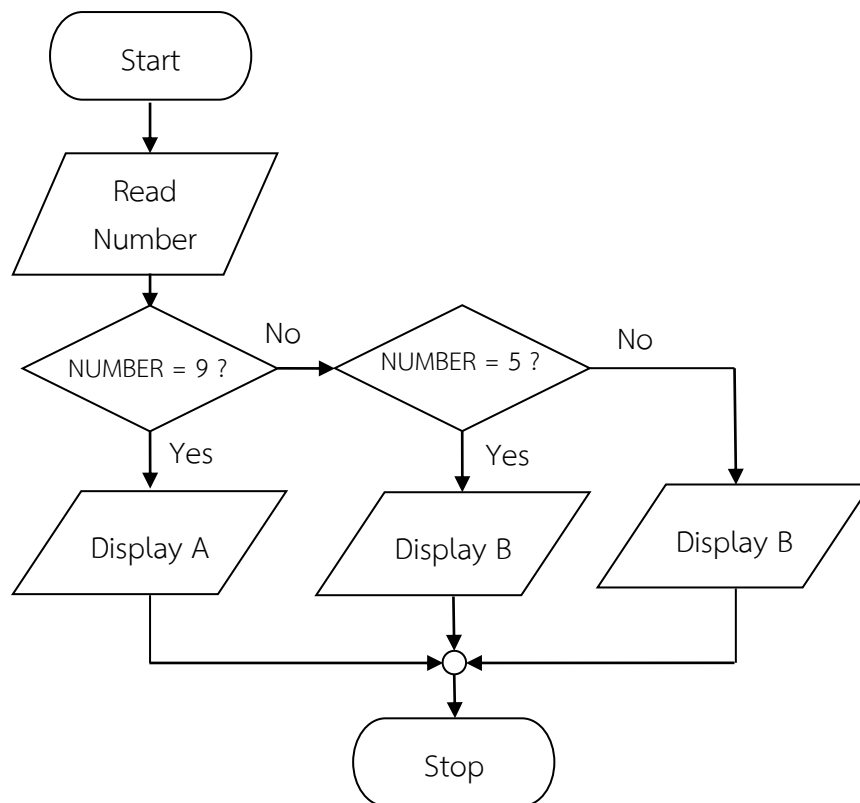 Start
Read
Number
NUMBER = 9 ?
No
NUMBER = 5 ?
No
Yes
Yes
Display A
Display B
Display B
Stop